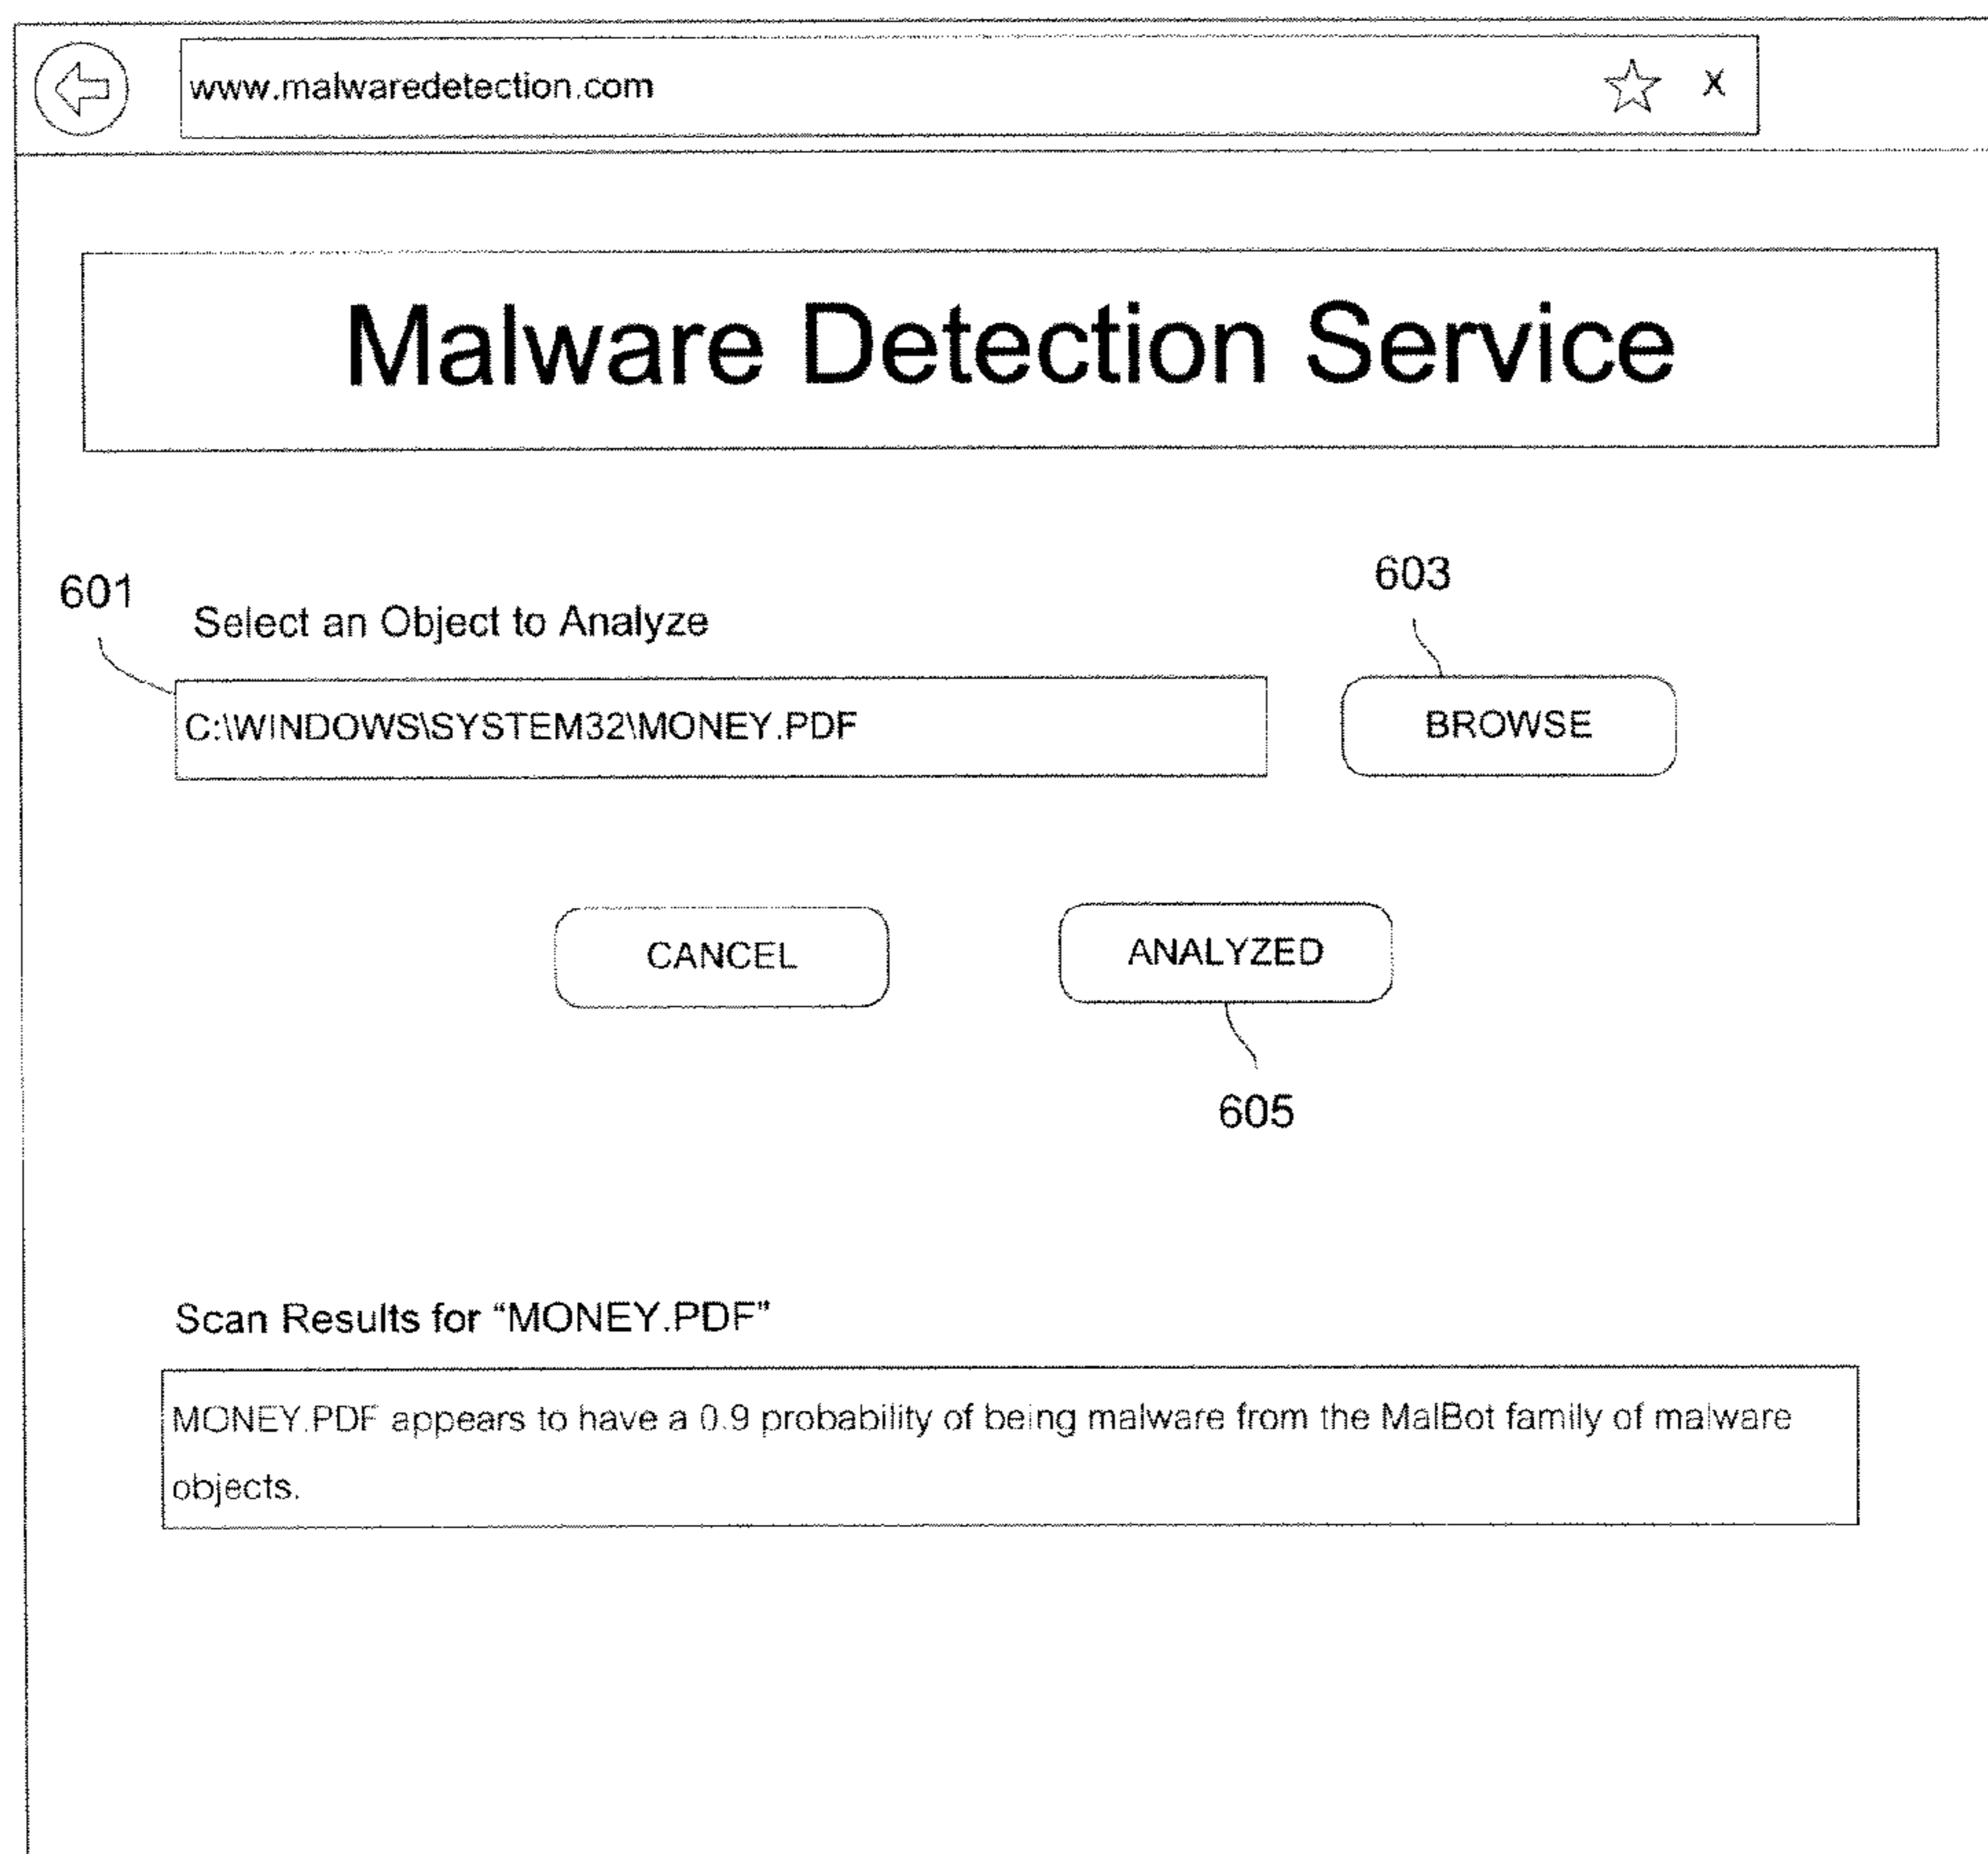 www.malwaredetection.com X
Malware Detection Service
601
603
Select an Object to Analyze
C:\WINDOWS\SYSTEM32\MONEY.PDF
BROWSE
CANCEL
ANALYZED
605
Scan Results for “MONEY.PDF”
MONEY.PDF appears to have a 0.9 probability of being malware from the MalBot family of malware
objects.